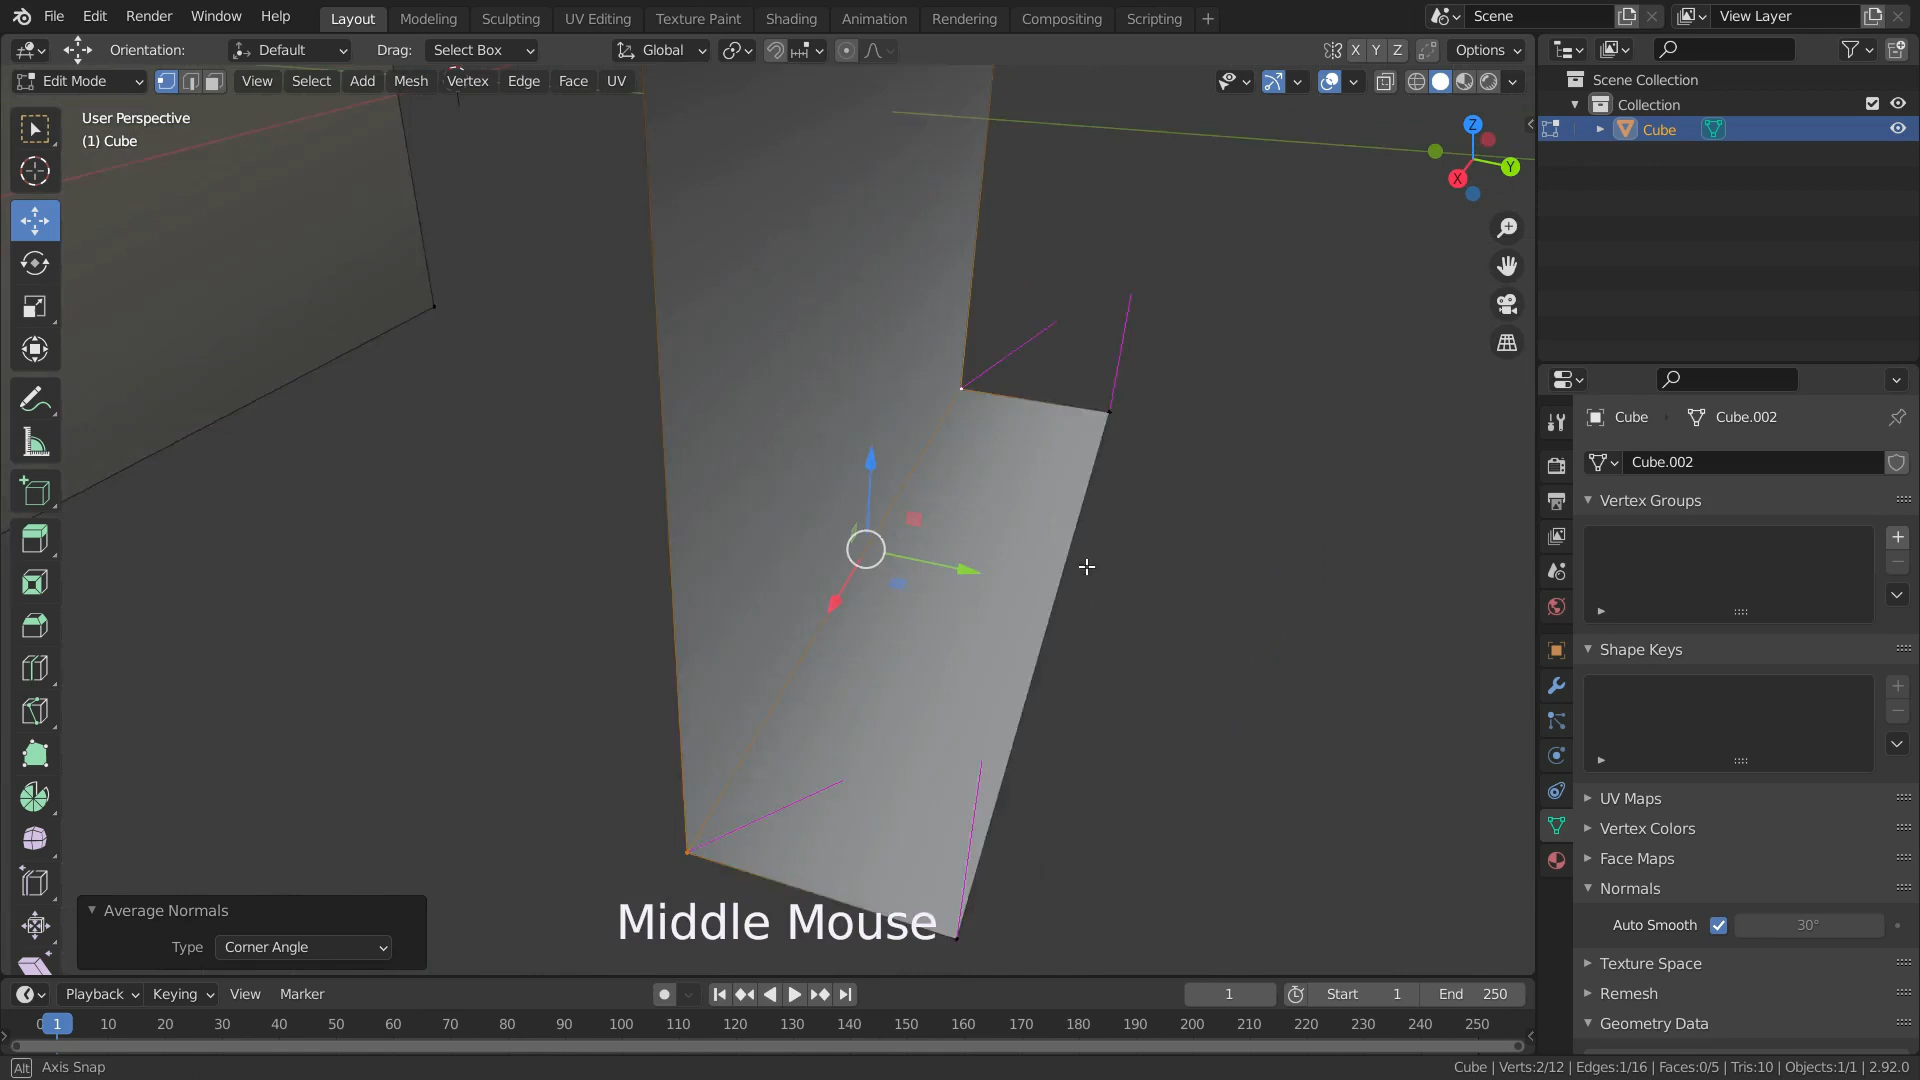 File Edit Render Window Help Layout Modeling Sculpting UV Editing Texture Paint Shading Animation Rendering Compositing Scripting + Scene View Layer
Orientation: Default Drag: Select Box Global X Y Z Options
Edit Mode View Select Add Mesh Vertex Edge Face UV
Scene Collection
Collection
Cube
User Perspective
(1) Cube
Z
Y
X
Cube Cube.002
Cube.002
Vertex Groups
Shape Keys
UV Maps
Vertex Colors
Face Maps
Normals
Auto Smooth 30°
Texture Space
Remesh
Geometry Data
Average Normals
Type Corner Angle
Middle Mouse
Playback Keying View Marker 1 Start 1 End 250
0 1 10 20 30 40 50 60 70 80 90 100 110 120 130 140 150 160 170 180 190 200 210 220 230 240 250
Alt Axis Snap
Cube | Verts:2/12 | Edges:1/16 | Faces:0/5 | Tris:10 | Objects:1/1 | 2.92.0